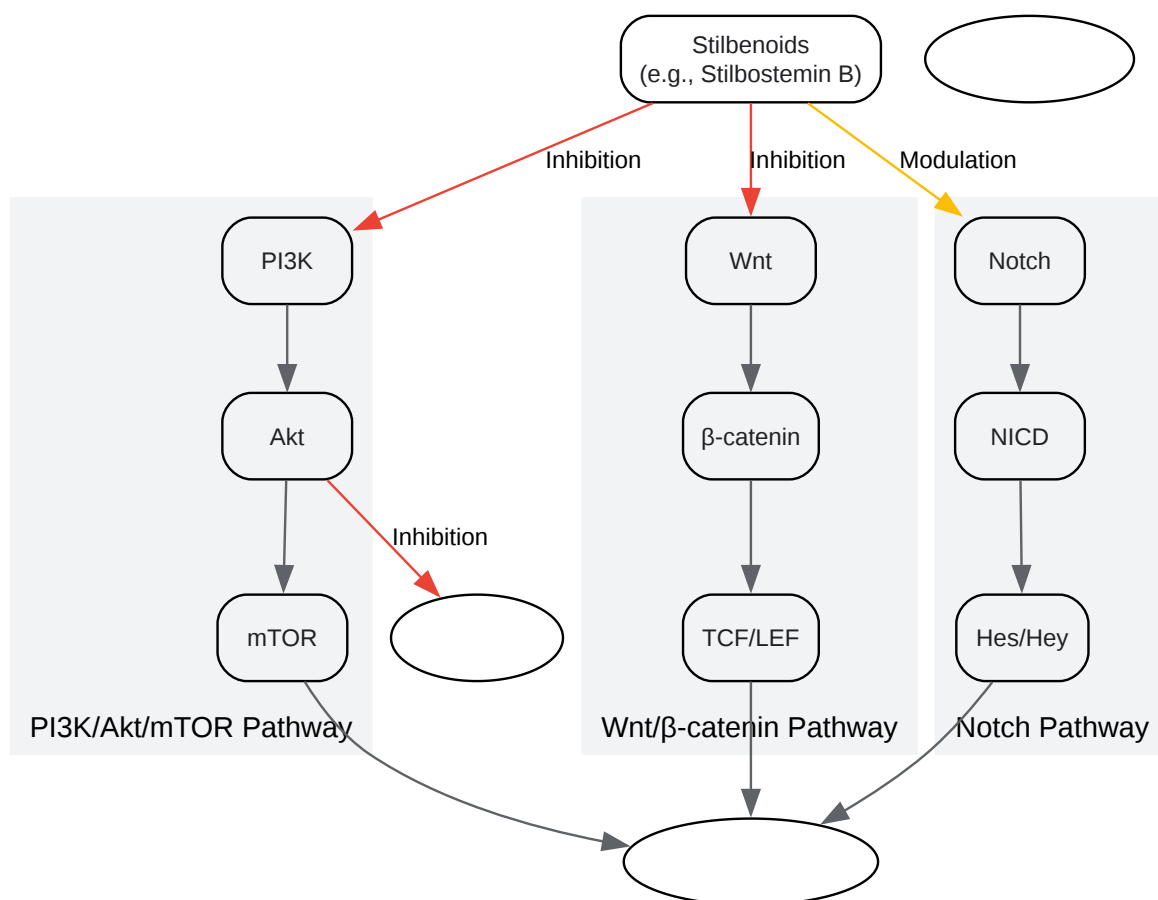 Stilbenoids
(e.g., Stilbostemin B)
Inhibition
Inhibition
Modulation
PI3K
Wnt
Notch
Akt
β-catenin
NICD
Inhibition
mTOR
TCF/LEF
Hes/Hey
PI3K/Akt/mTOR Pathway
Wnt/β-catenin Pathway
Notch Pathway